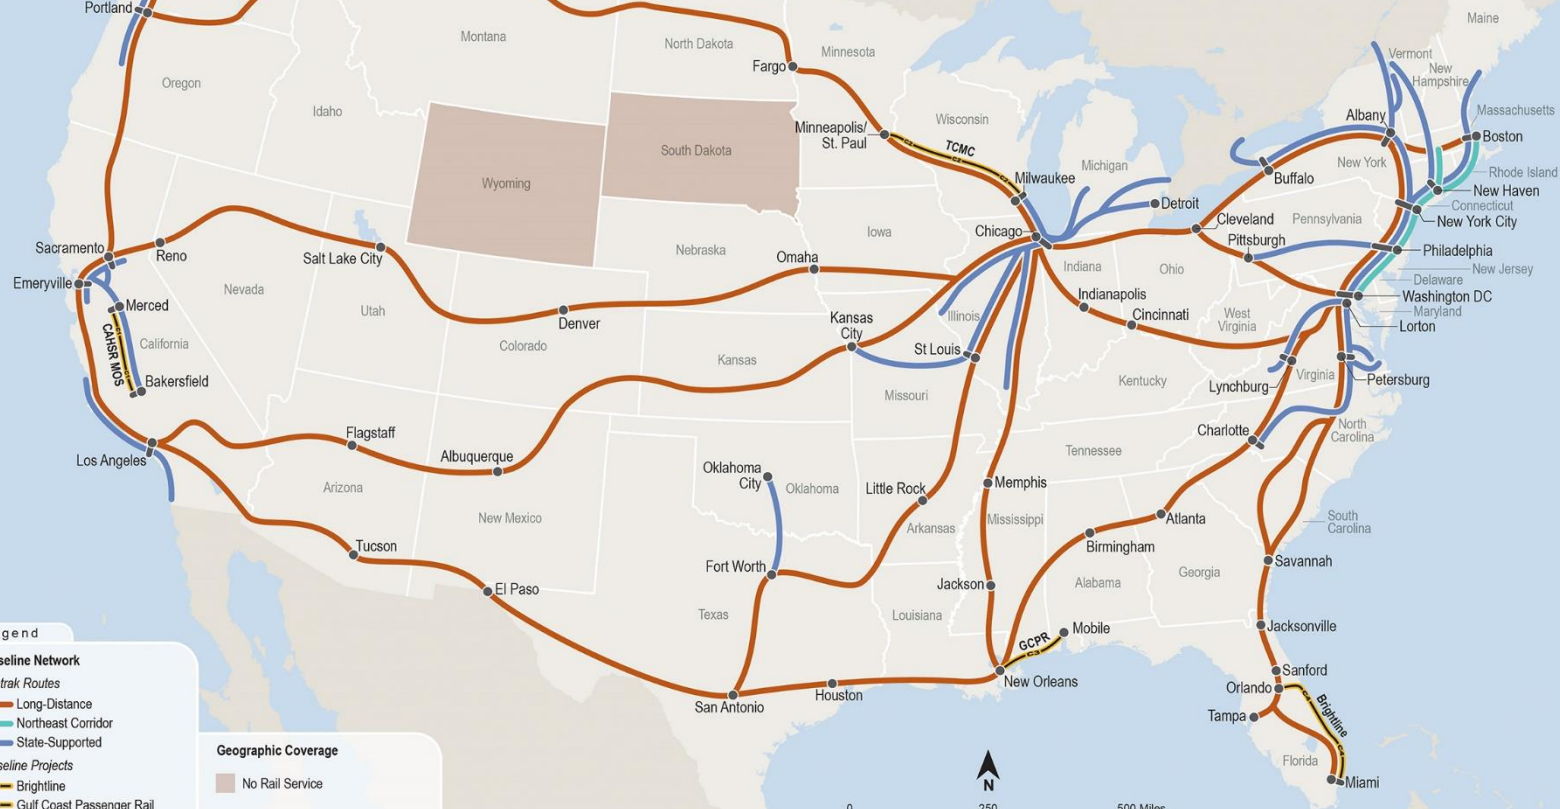 Portland
Montana
North Dakota
Minnesota
Fargo
Oregon
Idaho
Wyoming
South Dakota
Minneapolis/
St. Paul
TCMC
Wisconsin
Milwaukee
Michigan
Detroit
Chicago
Maine
Vermont
New
Hampshire
Massachusetts
Albany
Boston
New York
Rhode Island
Buffalo
New Haven
Connecticut
New York City
Cleveland
Pennsylvania
Pittsburgh
Philadelphia
New Jersey
Delaware
Washington DC
Maryland
Lorton
Sacramento
Reno
Salt Lake City
Emeryville
Merced
Nevada
Utah
CAHSR MOS
California
Bakersfield
Nebraska
Iowa
Omaha
Denver
Colorado
Kansas
Kansas
City
Illinois
St Louis
Missouri
Indiana
Ohio
Indianapolis
Cincinnati
West
Virginia
Kentucky
Lynchburg
Virginia
Petersburg
Charlotte
North
Carolina
Tennessee
Los Angeles
Flagstaff
Albuquerque
Arizona
New Mexico
Oklahoma
City
Oklahoma
Little Rock
Arkansas
Memphis
Mississippi
Atlanta
Birmingham
South
Carolina
Savannah
Tucson
El Paso
Fort Worth
Texas
Jackson
Louisiana
Alabama
Georgia
GCPR
Mobile
Jacksonville
New Orleans
Houston
San Antonio
Sanford
Orlando
Tampa
Brightline
Florida
Miami
gend
seline Network
trak Routes
Long-Distance
Northeast Corridor
State-Supported
seline Projects
Brightline
Gulf Coast Passenger Rail
Geographic Coverage
No Rail Service
N
0 250 500 Miles